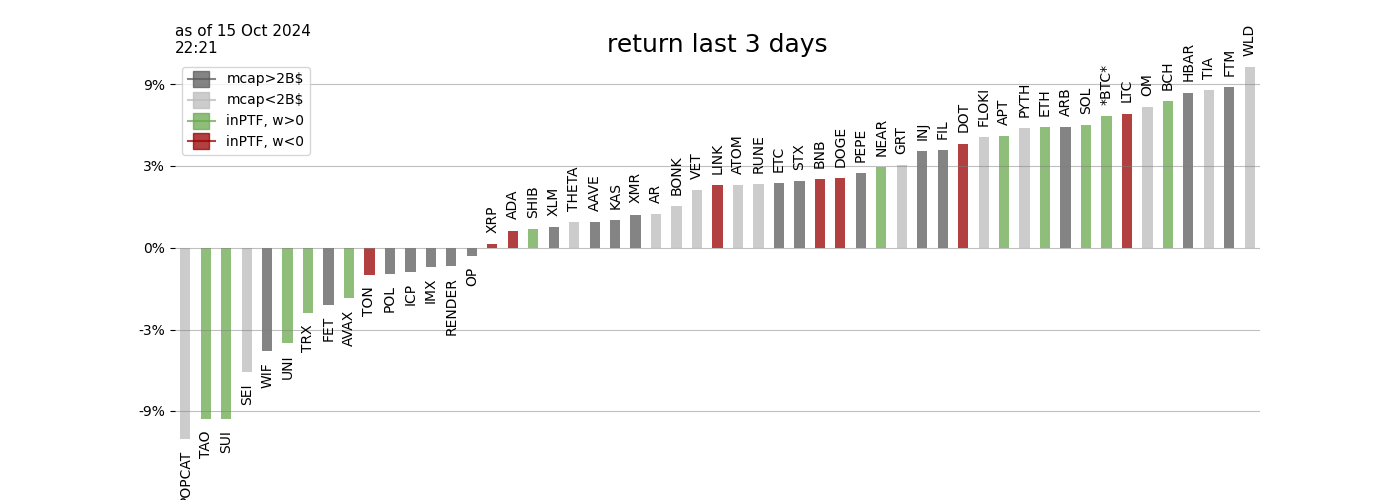 as of 15 Oct 2024
22:21
return last 3 days
mcap>2B$
mcap<2B$
inPTF, w>0
inPTF, w<0
9%
3%
0%
-3%
-9%
TAO
SUI
SEI
WIF
UNI
TRX
FET
AVAX
TON
POL
ICP
IMX
RENDER
OP
XRP
ADA
SHIB
XLM
THETA
AAVE
KAS
XMR
AR
BONK
VET
LINK
ATOM
RUNE
ETC
STX
BNB
DOGE
PEPE
NEAR
GRT
INJ
FIL
DOT
FLOKI
APT
PYTH
ETH
ARB
SOL
*BTC*
LTC
OM
BCH
HBAR
TIA
FTM
WLD